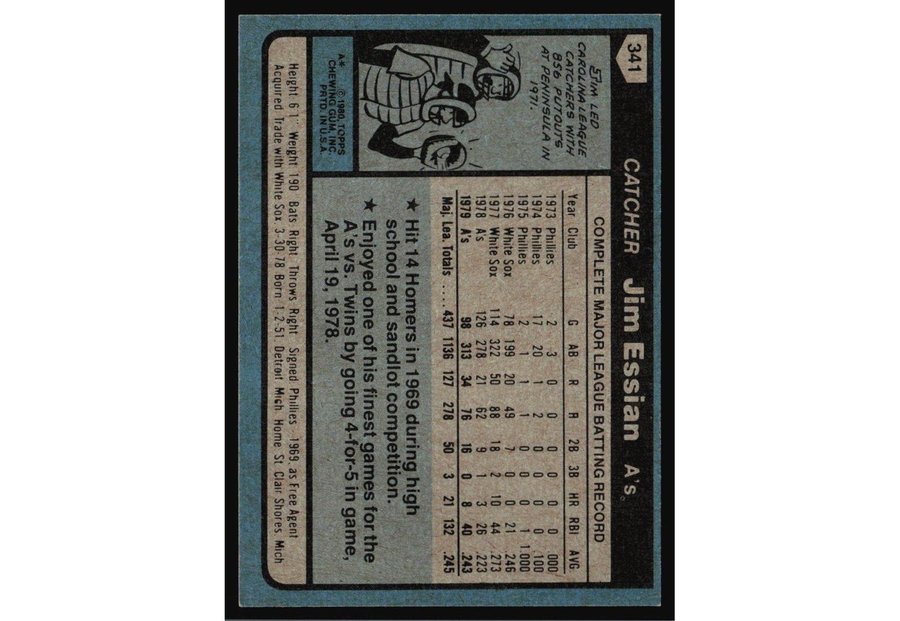 341
CATCHER Jim Essian A's
JIM LED
CAROLINA LEAGUE
CATCHERS WITH
856 PUTOUTS
AT PENINSULA IN
1971.
A* ©1980, TOPPS
CHEWING GUM, INC.
PRTD. IN U.S.A.
COMPLETE MAJOR LEAGUE BATTING RECORD
Year Club G AB R R 2B 3B HR RBI AVG.
1973 Phillies 2 3 0 0 0 0 0 0 .000
1974 Phillies 17 20 1 2 0 0 0 0 .100
1975 Phillies 2 1 1 1 0 0 0 1 1.000
1976 White Sox 78 199 20 49 7 0 0 21 .246
1977 White Sox 114 322 50 88 18 2 10 44 .273
1978 A's 126 278 21 62 9 1 3 26 .223
1979 A's 98 313 34 76 16 0 8 40 .243
Maj. Lea. Totals ..... 437 1136 127 278 50 3 21 132 .245
★ Hit 14 Homers in 1969 during high
school and sandlot competition.
★ Enjoyed one of his finest games for the
A's vs. Twins by going 4-for-5 in game,
April 19, 1978.
Height 6'1" Weight 190 Bats Right Throws Right Signed Phillies 1969, as Free Agent
Acquired Trade with White Sox 3-30-78 Born 1-2-51 Detroit Mich Home St Clair Shores Mich